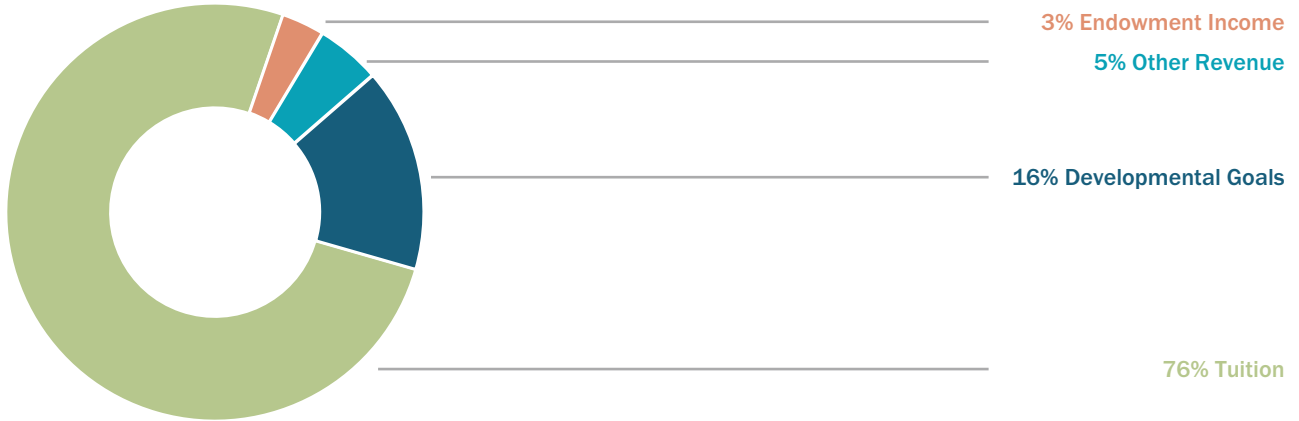 3% Endowment Income
5% Other Revenue
16% Developmental Goals
76% Tuition